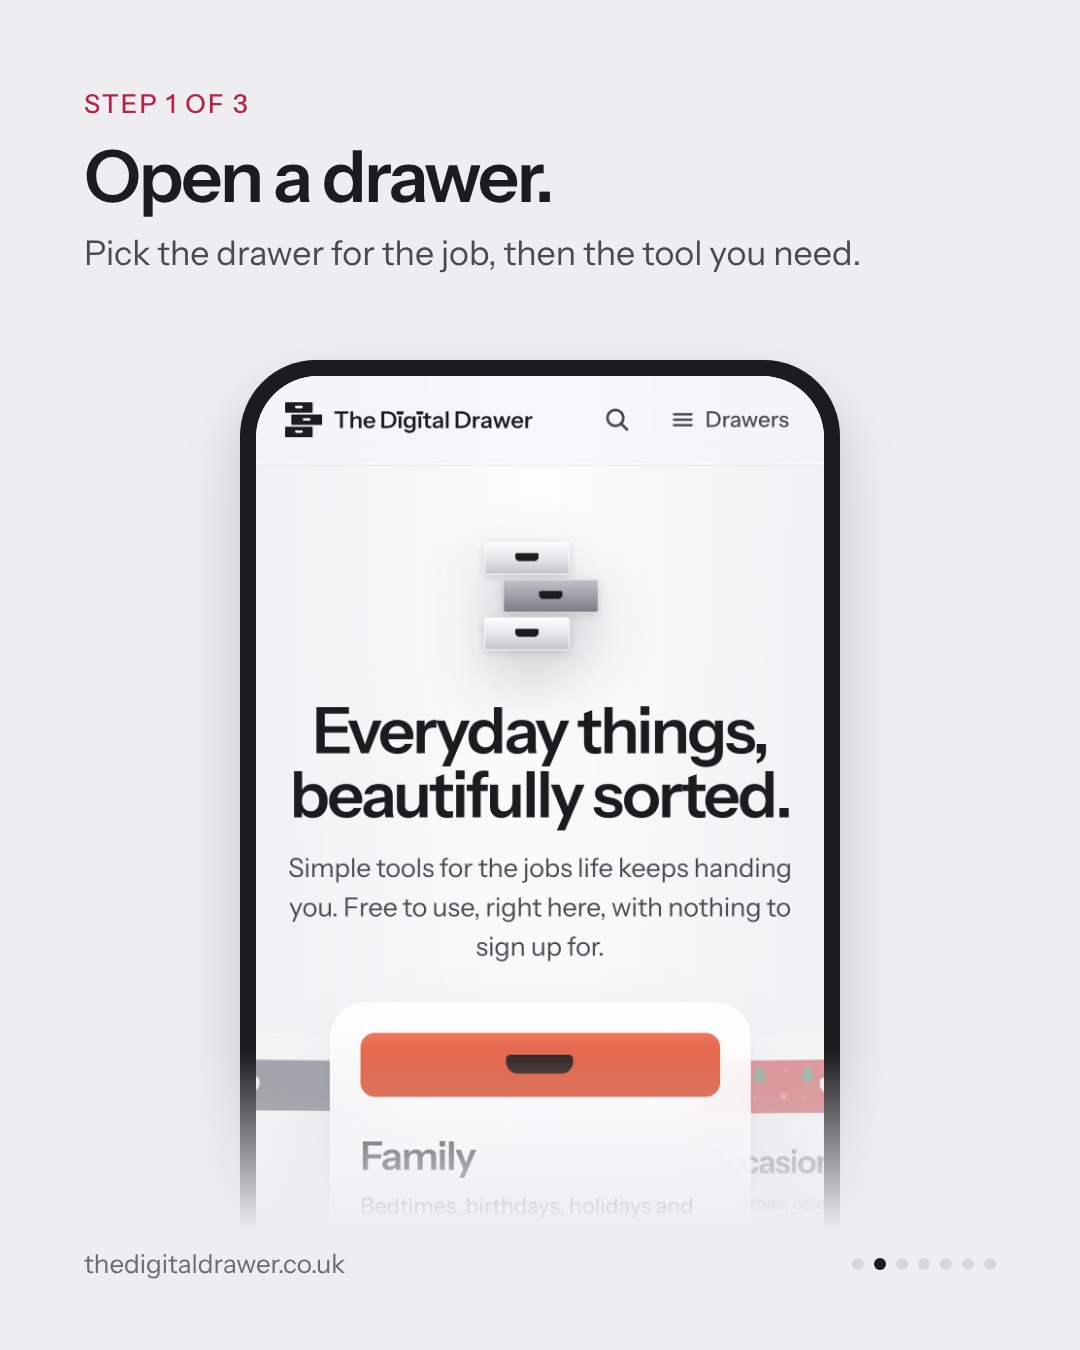 STEP 1 OF 3
Open a drawer.
Pick the drawer for the job, then the tool you need.
The Digital Drawer
Drawers
Everyday things,
beautifully sorted.
Simple tools for the jobs life keeps handing
you. Free to use, right here, with nothing to
sign up for.
Family
Bedtimes, birthdays, holidays and
thedigitaldrawer.co.uk